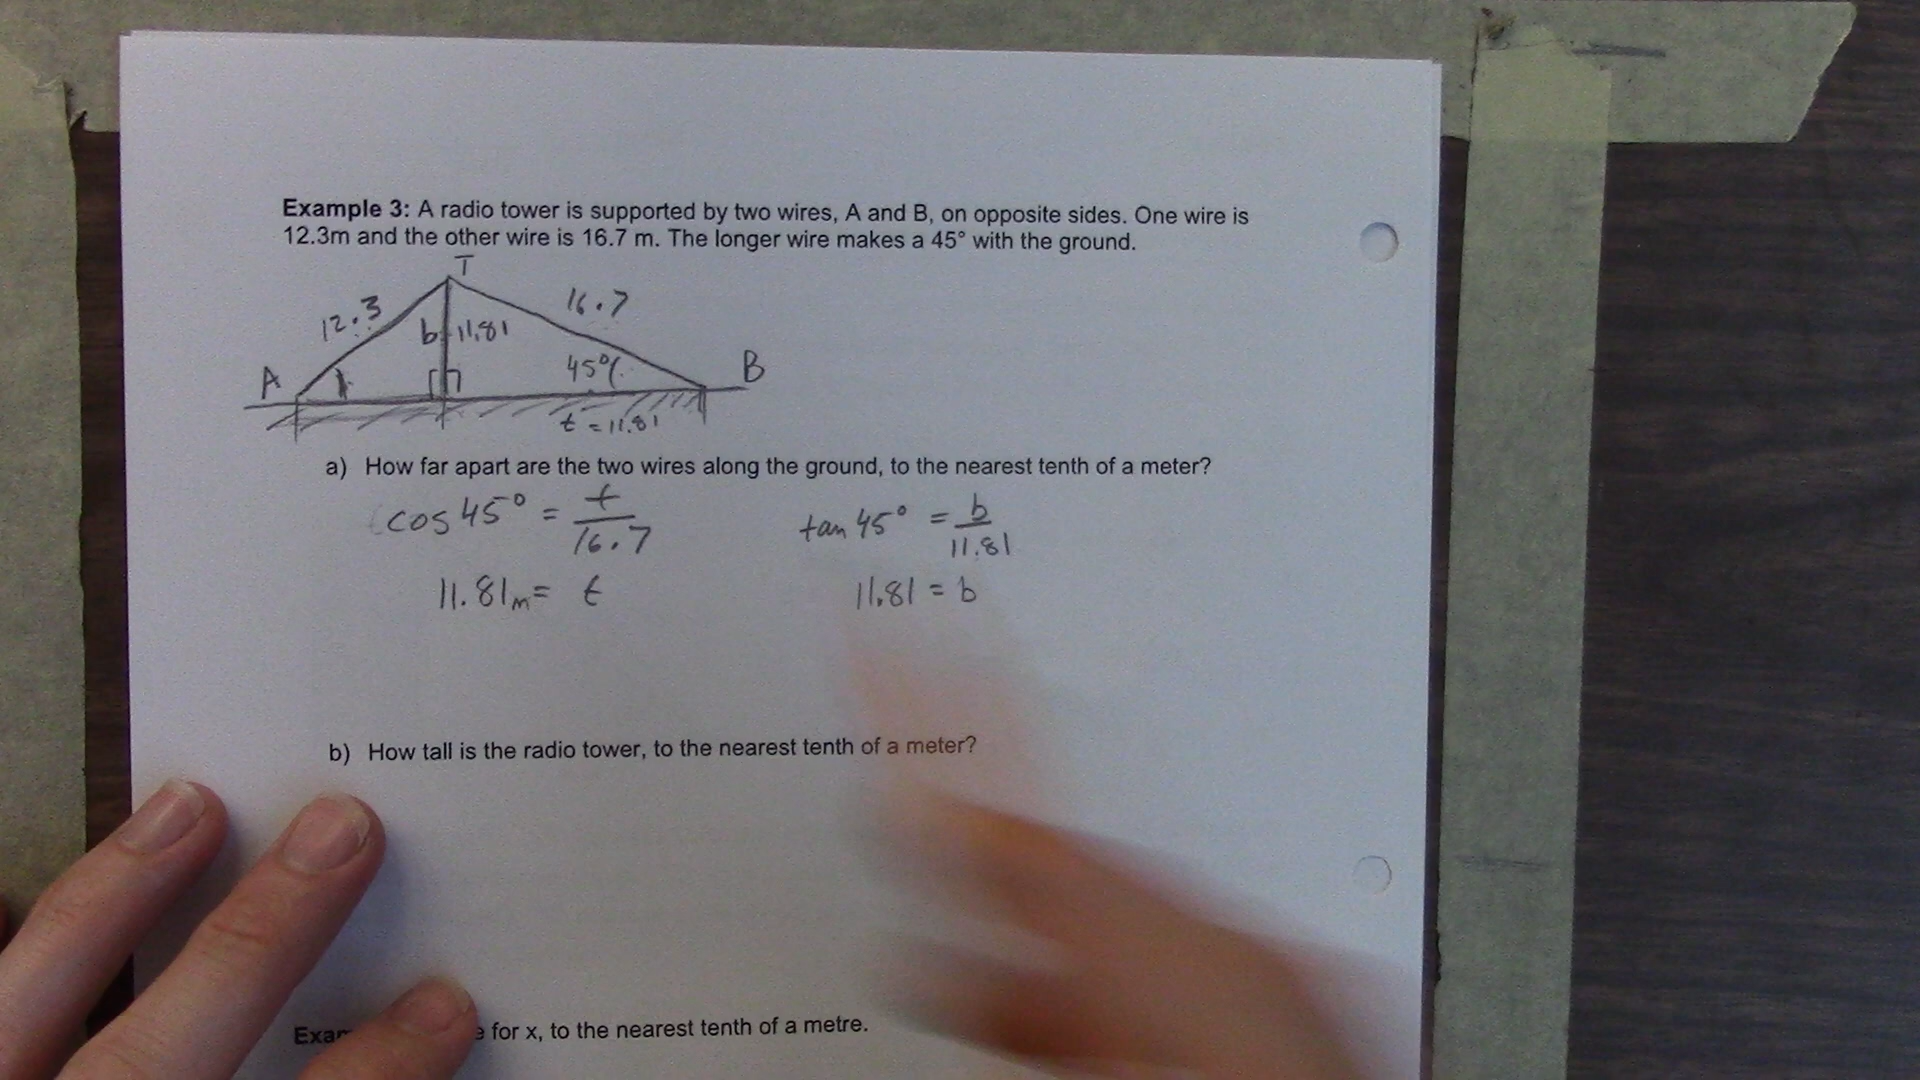 Example 3: A radio tower is supported by two wires, A and B, on opposite sides. One wire is
12.3m and the other wire is 16.7 m. The longer wire makes a 45° with the ground.
T
12.3
16.7
b
11.81
A
45°
B
t = 11.81
a) How far apart are the two wires along the ground, to the nearest tenth of a meter?
cos 45° = t/16.7
tan 45° = b/11.81
11.81m = t
11.81 = b
b) How tall is the radio tower, to the nearest tenth of a meter?
for x, to the nearest tenth of a metre.